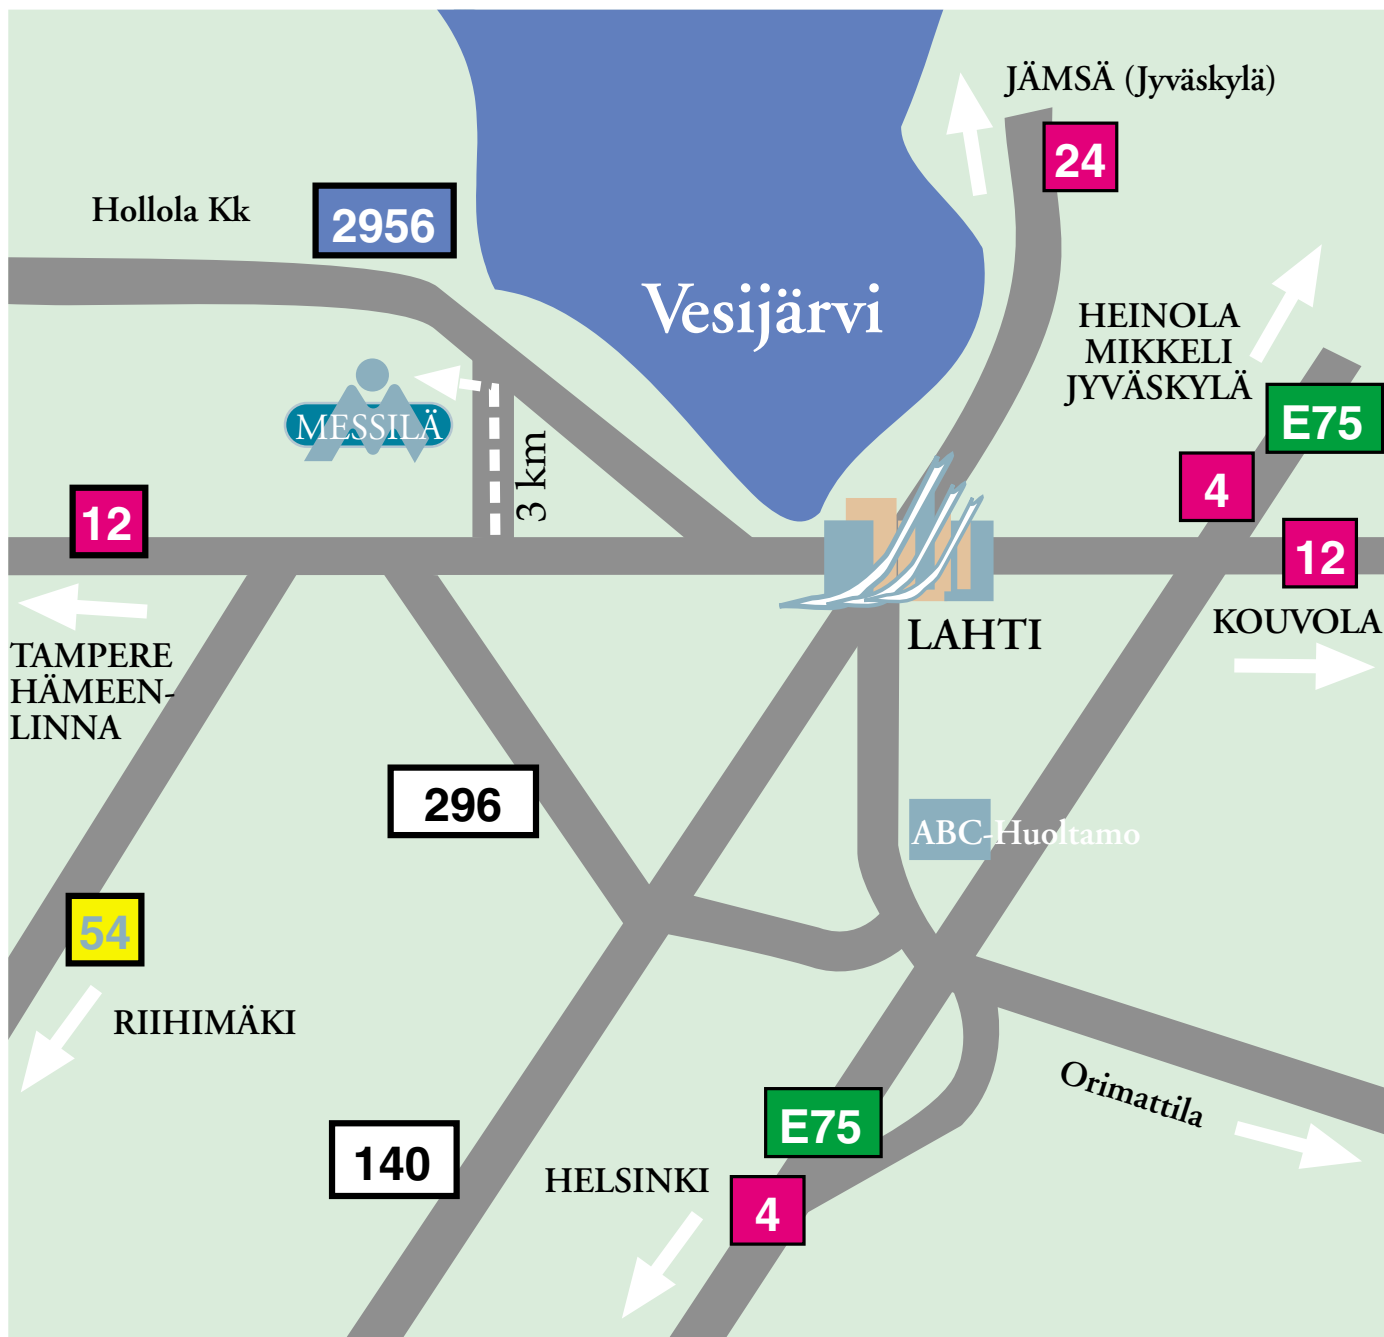 JÄMSÄ (Jyväskylä)
24
Hollola Kk
2956
Vesijärvi
HEINOLA
MIKKELI
JYVÄSKYLÄ
E75
MESSILÄ
3 km
4
12
12
KOUVOLA
LAHTI
TAMPERE
HÄMEEN-
LINNA
296
ABC-Huoltamo
54
RIIHIMÄKI
Orimattila
E75
140
HELSINKI
4